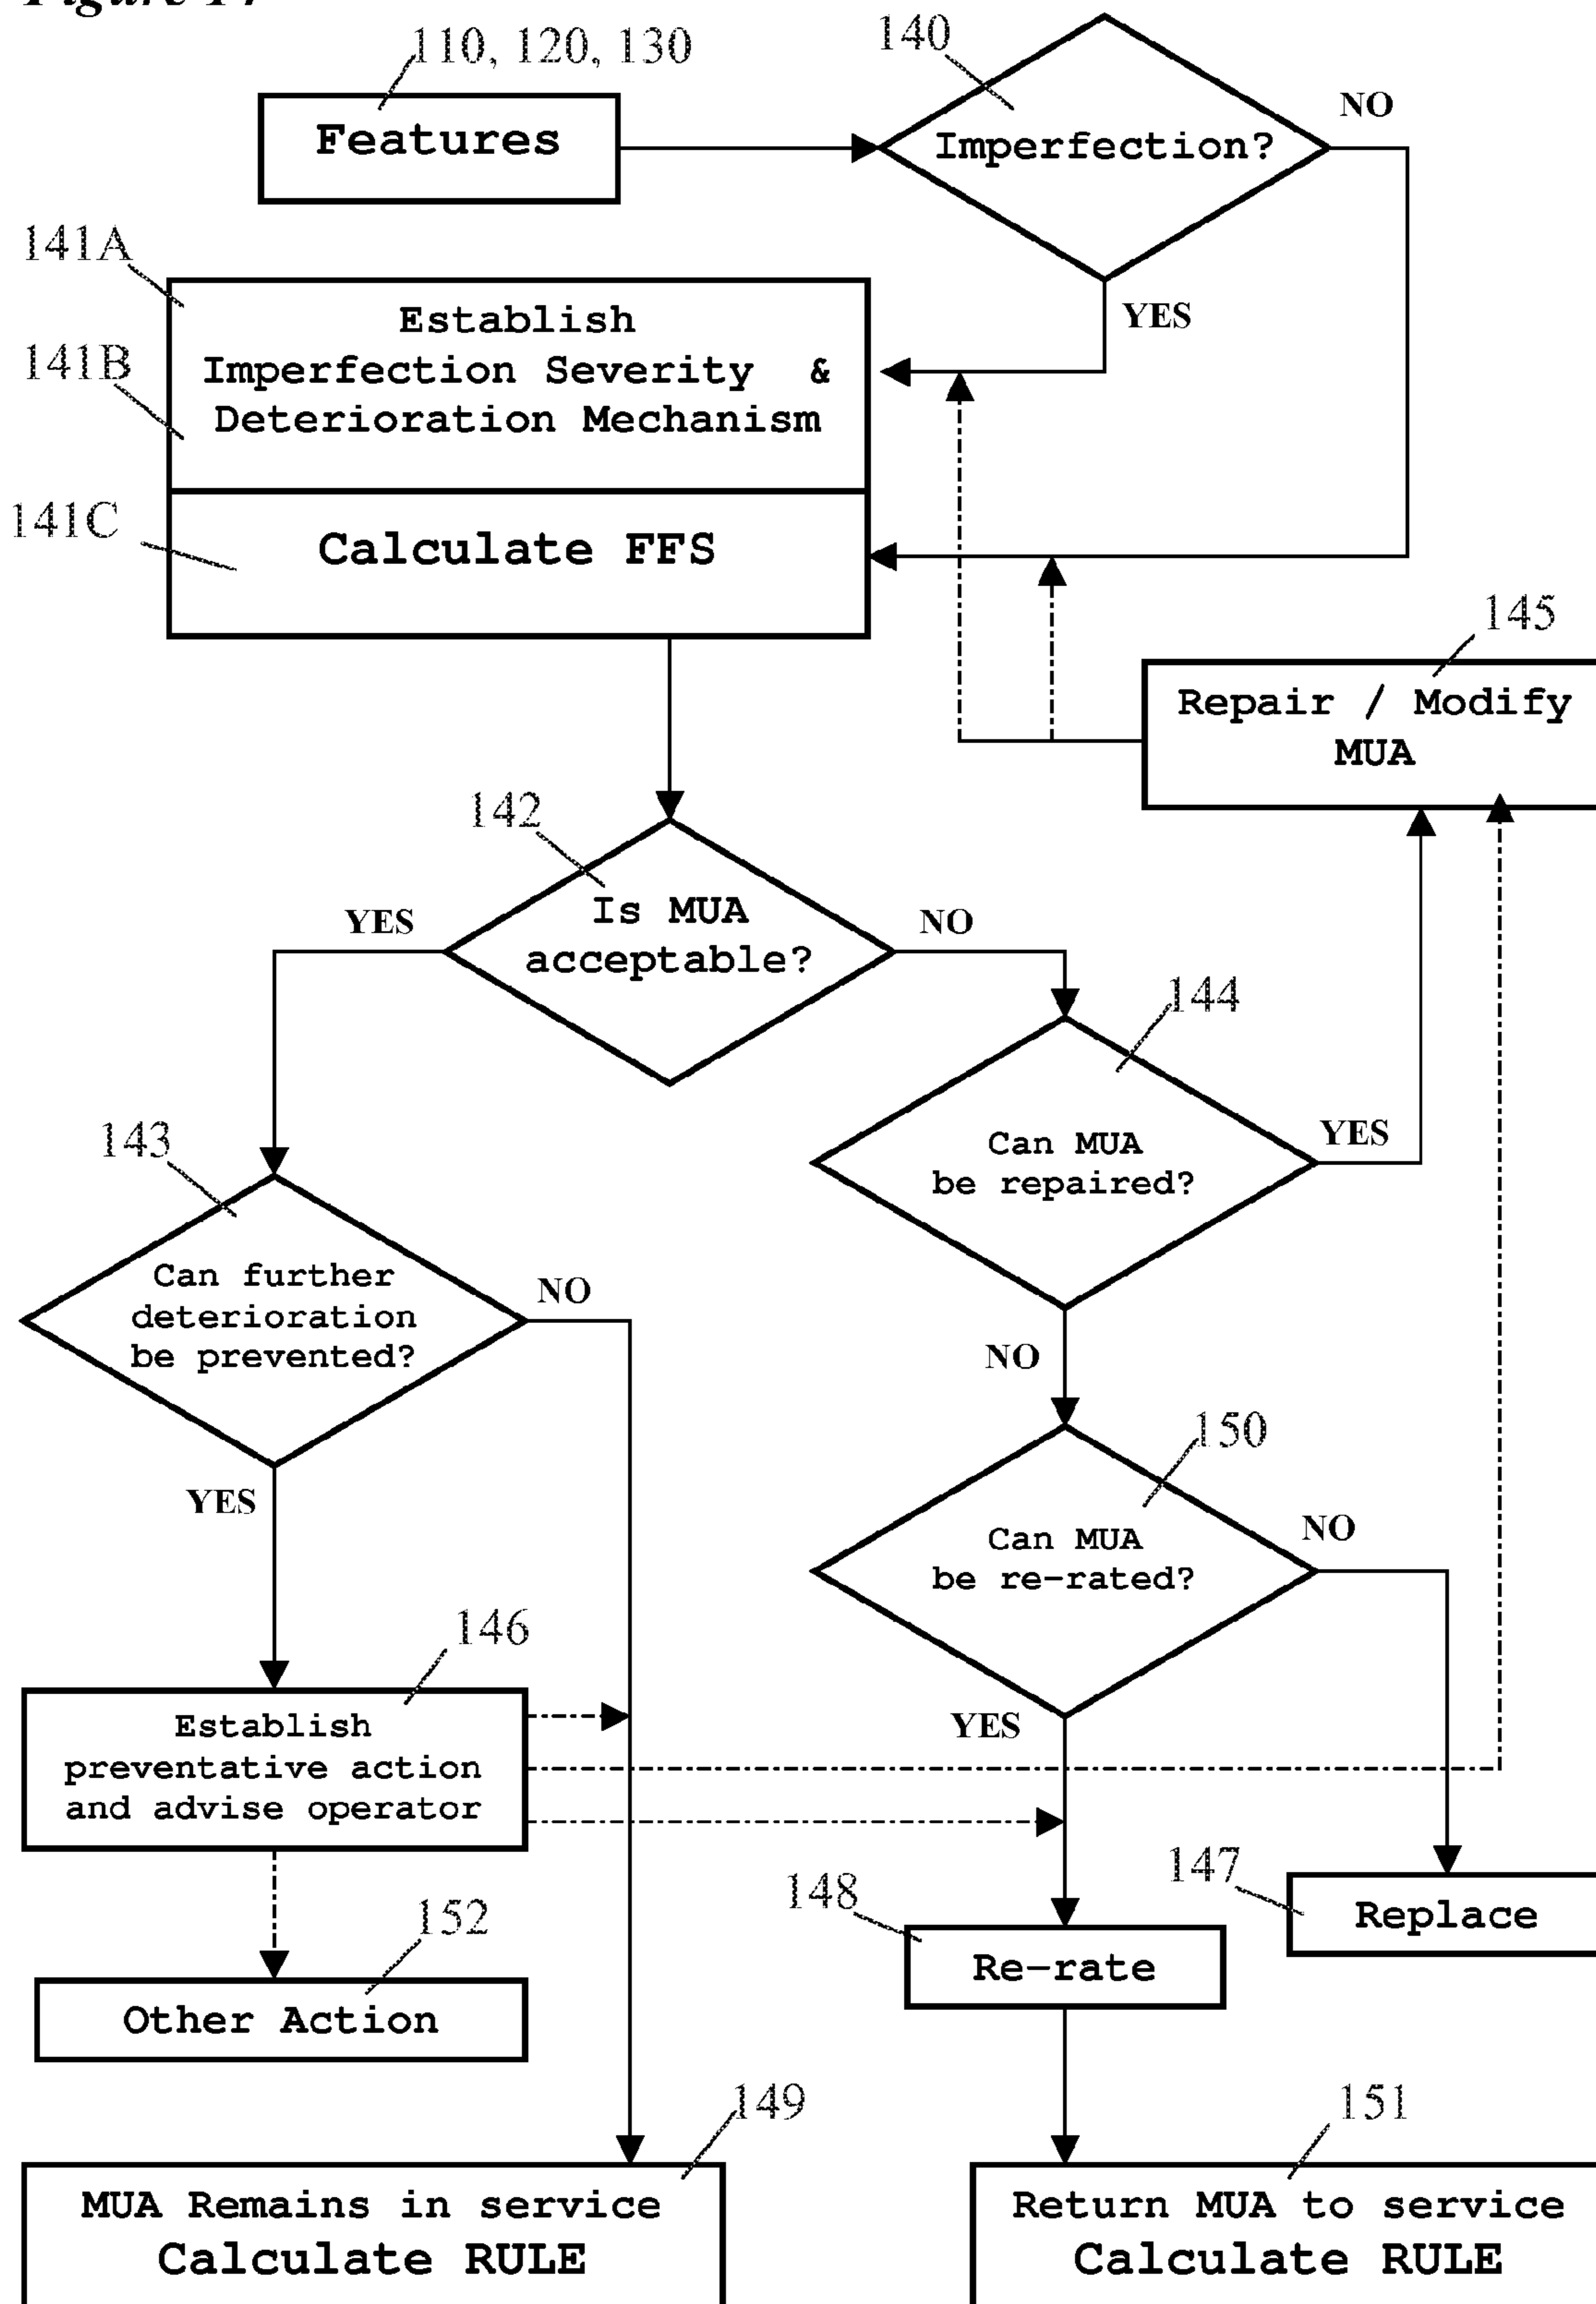 110, 120, 130
140
Features
Imperfection?
NO
YES
141A
141B
Establish
Imperfection Severity &
Deterioration Mechanism
141C
Calculate FFS
145
Repair / Modify
MUA
142
Is MUA
acceptable?
YES
NO
144
Can MUA
be repaired?
YES
NO
143
Can further
deterioration
be prevented?
NO
YES
150
Can MUA
be re-rated?
NO
YES
146
Establish
preventative action
and advise operator
152
Other Action
148
Re-rate
147
Replace
149
MUA Remains in service
Calculate RULE
151
Return MUA to service
Calculate RULE